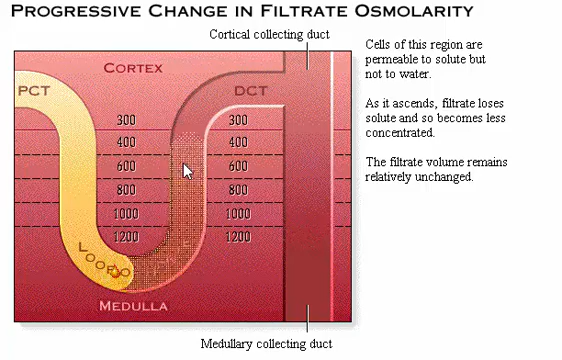 PROGRESSIVE CHANGE IN FILTRATE OSMOLARITY
Cortical collecting duct
CORTEX
PCT
DCT
300 300
400 400
600 600
800 800
1000 1000
1200 1200
LOOP O
MEDULLA
Medullary collecting duct
Cells of this region are
permeable to solute but
not to water.
As it ascends, filtrate loses
solute and so becomes less
concentrated.
The filtrate volume remains
relatively unchanged.